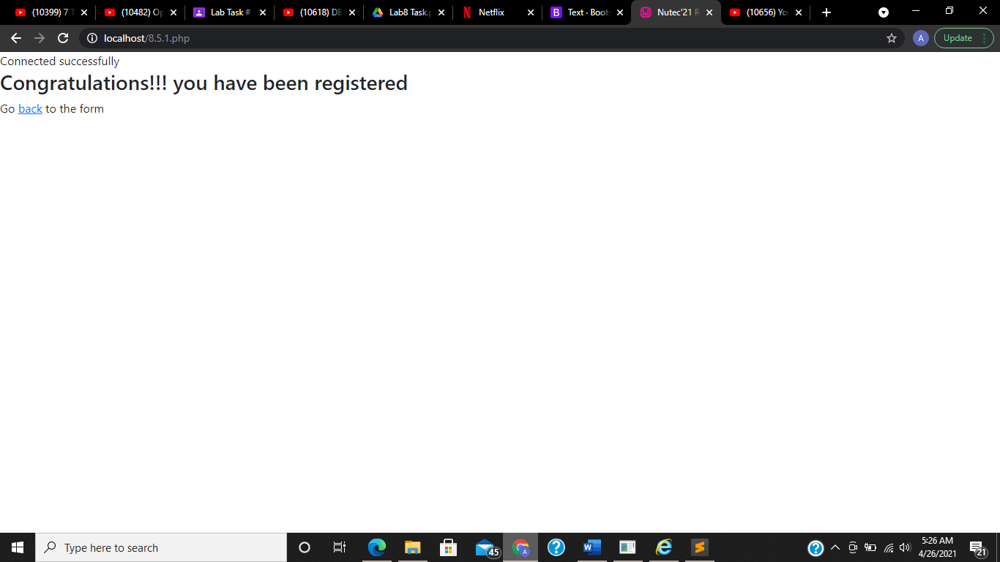 (10399) 7 T
(10482) Op
Lab Task #
(10618) DB
Lab8 Task.p
Netflix
Text · Boots
Nutec'21 R
(10656) You
localhost/8.5.1.php
A
Update
Connected successfully
Congratulations!!! you have been registered
Go back to the form
Type here to search
45
A
5:26 AM
4/26/2021
21